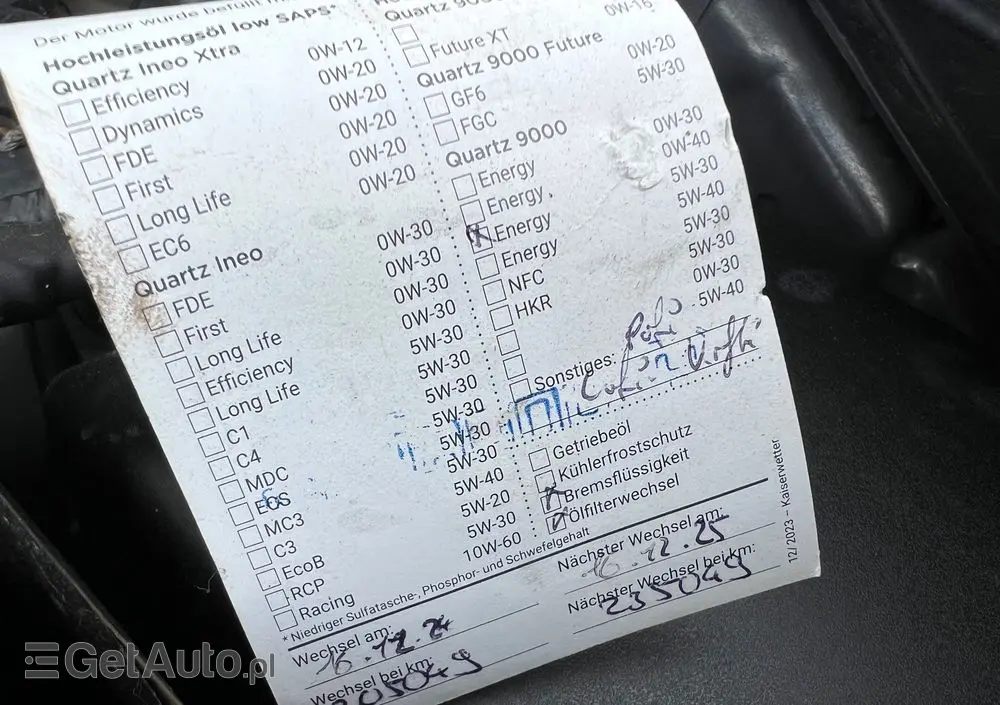 Der Motor wurde befüllt m
Hochleistungsöl low SAPS*
Quartz Ineo Xtra
Efficiency 0W-12
Dynamics 0W-20
FDE 0W-20
First 0W-20
Long Life 0W-20
EC6 0W-20
Quartz Ineo
FDE 0W-30
First 0W-30
Long Life 0W-30
Efficiency 0W-30
Long Life 5W-30
C1 5W-30
C4 5W-30
MDC 5W-30
ECS 5W-30
MC3 5W-30
C3 5W-40
EcoB 5W-20
RCP 5W-30
Racing 10W-60
* Niedriger Sulfatasche-, Phosphor- und Schwefelgehalt
Wechsel am:
16.12.24
Wechsel bei km:
205049
Quartz 9000
0W-16
Future XT
Quartz 9000 Future
GF6 0W-20
FGC 5W-30
Quartz 9000
Energy 0W-30
Energy 0W-40
Energy 5W-30
Energy 5W-40
NFC 5W-30
HKR 5W-30
0W-30
5W-40
Sonstiges:
Getriebeöl
Kühlerfrostschutz
Bremsflüssigkeit
Ölfilterwechsel
Nächster Wechsel am:
16.12.25
Nächster Wechsel bei km:
235049
12/2023 – Kaiserwetter
GetAuto.pl